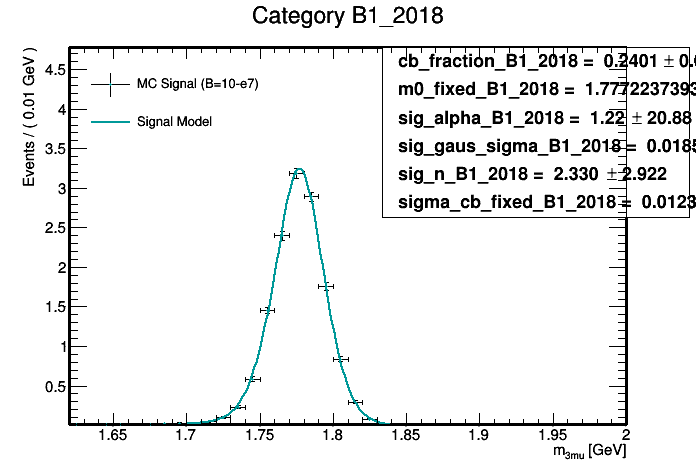 Category B1_2018
Events / ( 0.01 GeV )
MC Signal (B=10-e7)
Signal Model
cb_fraction_B1_2018 = 0.2401 ± 0.
m0_fixed_B1_2018 = 1.7772237393
sig_alpha_B1_2018 = 1.22 ± 20.88
sig_gaus_sigma_B1_2018 = 0.0185
sig_n_B1_2018 = 2.330 ± 2.922
sigma_cb_fixed_B1_2018 = 0.0123
4.5
4
3.5
3
2.5
2
1.5
1
0.5
1.65 1.7 1.75 1.8 1.85 1.9 1.95 2
m3mu [GeV]